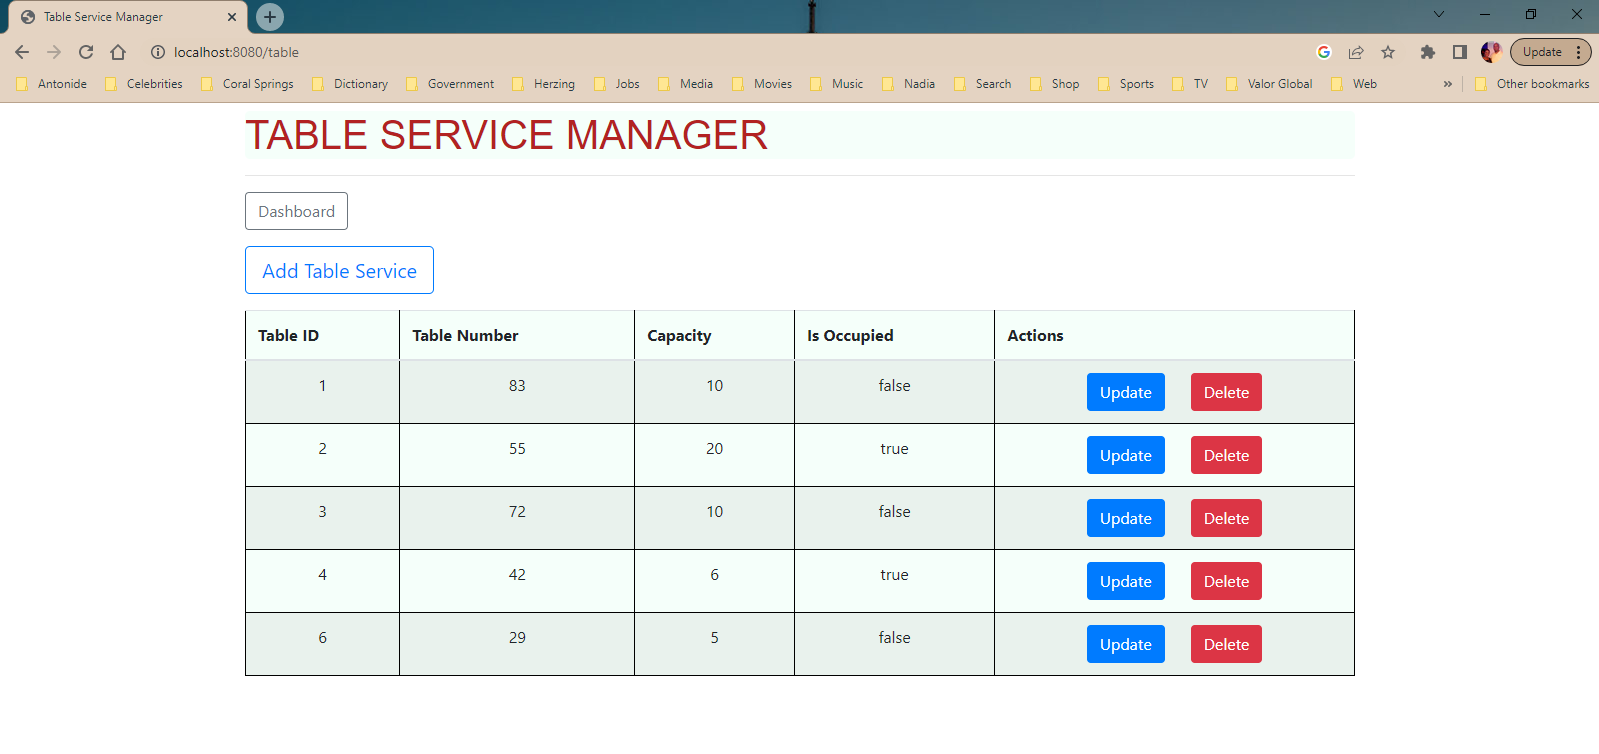 Table Service Manager
localhost:8080/table
Update
Antonide Celebrities Coral Springs Dictionary Government Herzing Jobs Media Movies Music Nadia Search Shop Sports TV Valor Global Web » Other bookmarks
TABLE SERVICE MANAGER
Dashboard
Add Table Service
Table ID Table Number Capacity Is Occupied Actions
1 83 10 false Update Delete
2 55 20 true Update Delete
3 72 10 false Update Delete
4 42 6 true Update Delete
6 29 5 false Update Delete